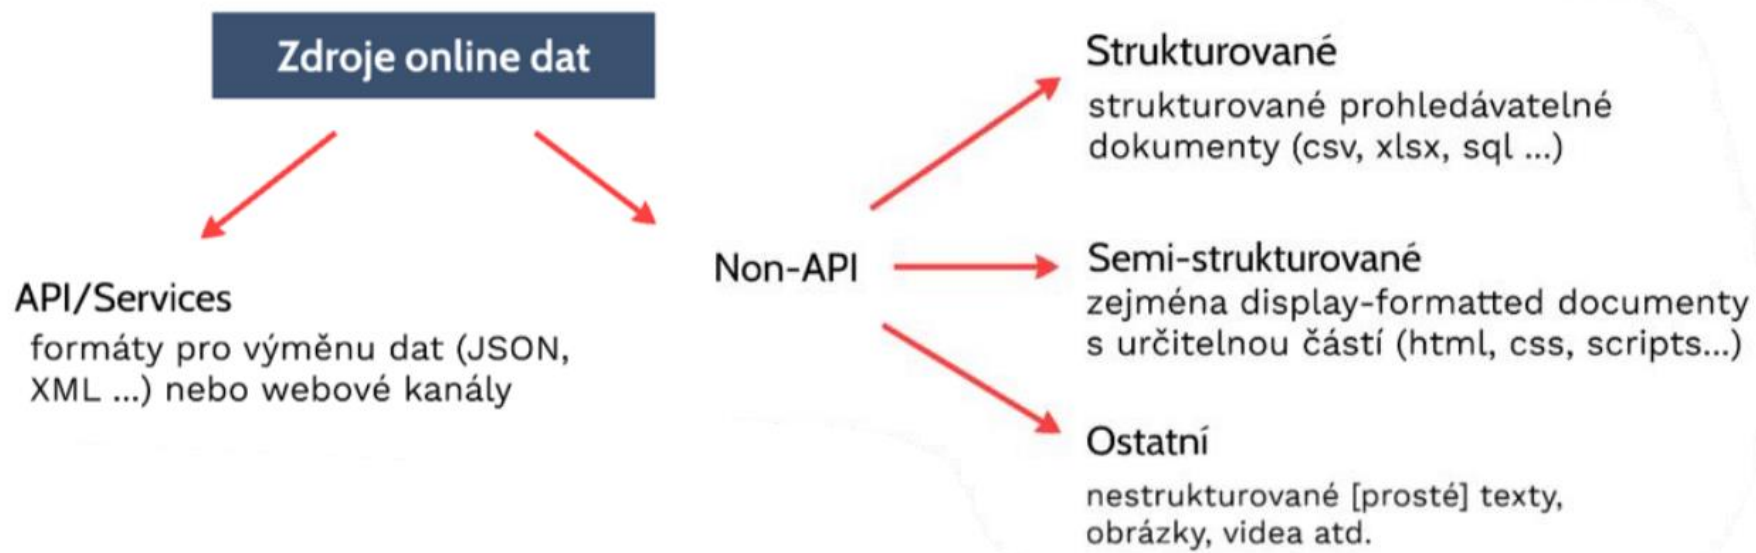 Zdroje online dat
API/Services
formáty pro výměnu dat (JSON,
XML ...) nebo webové kanály
Non-API
Strukturované
strukturované prohledávatelné
dokumenty (csv, xlsx, sql ...)
Semi-strukturované
zejména display-formatted documenty
s určitelnou částí (html, css, scripts...)
Ostatní
nestrukturované [prosté] texty,
obrázky, videa atd.